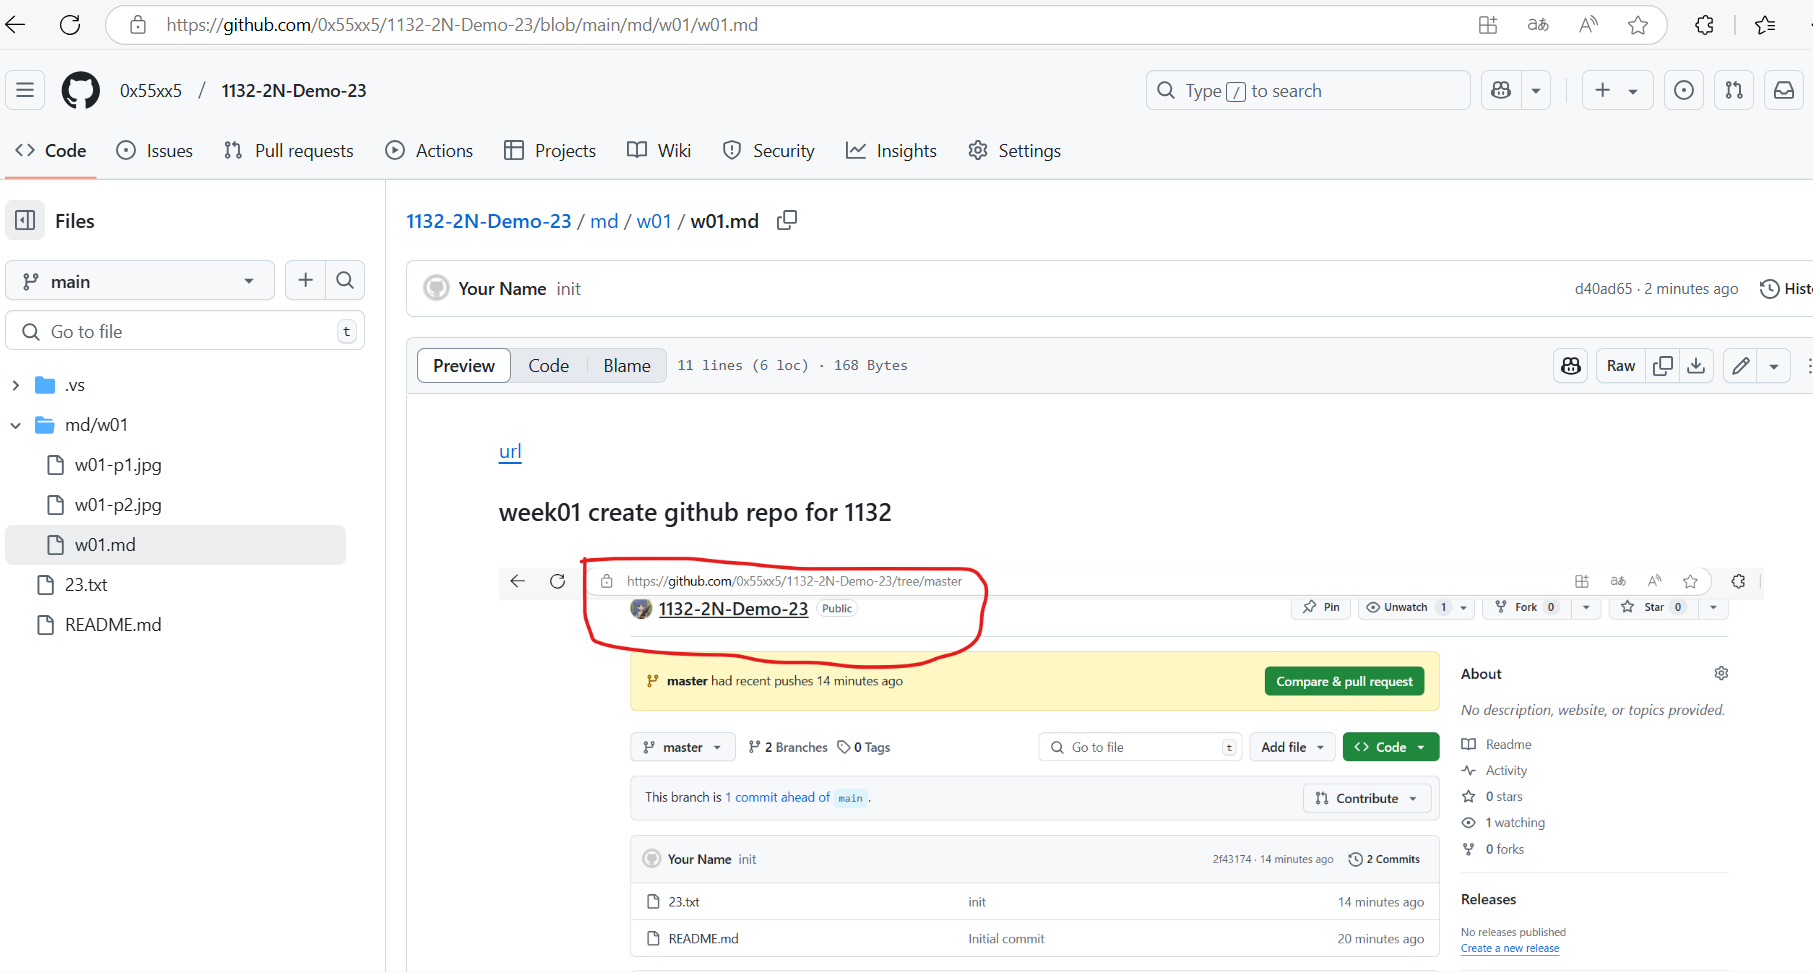 https://github.com/0x55xx5/1132-2N-Demo-23/blob/main/md/w01/w01.md
0x55xx5 / 1132-2N-Demo-23
Type / to search
Code Issues Pull requests Actions Projects Wiki Security Insights Settings
Files
main
Go to file t
.vs
md/w01
w01-p1.jpg
w01-p2.jpg
w01.md
23.txt
README.md
1132-2N-Demo-23 / md / w01 / w01.md
Your Name init d40ad65 · 2 minutes ago
Preview Code Blame 11 lines (6 loc) · 168 Bytes Raw
url
week01 create github repo for 1132
https://github.com/0x55xx5/1132-2N-Demo-23/tree/master
1132-2N-Demo-23 Public Pin Unwatch 1 Fork 0 Star 0
master had recent pushes 14 minutes ago Compare & pull request
master 2 Branches 0 Tags Go to file t Add file Code
This branch is 1 commit ahead of main . Contribute
Your Name init 2f43174 · 14 minutes ago 2 Commits
23.txt init 14 minutes ago
README.md Initial commit 20 minutes ago
About
No description, website, or topics provided.
Readme
Activity
0 stars
1 watching
0 forks
Releases
No releases published
Create a new release